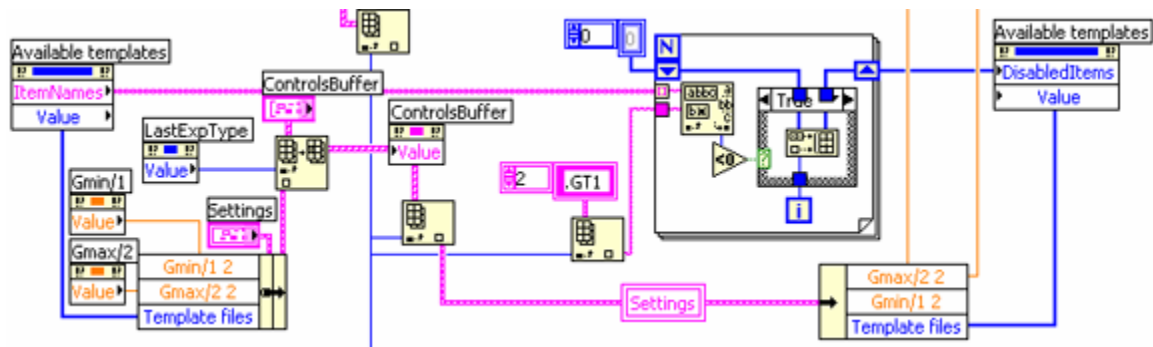 Available templates
ItemNames
Value
ControlsBuffer
LastExpType
Value
Gmin/1
Value
Settings
Gmax/2
Value
Gmin/1 2
Gmax/2 2
Template files
ControlsBuffer
Value
2
.GT1
Settings
0
0
N
<0
True
?
i
Available templates
DisabledItems
Value
Gmax/2 2
Gmin/1 2
Template files